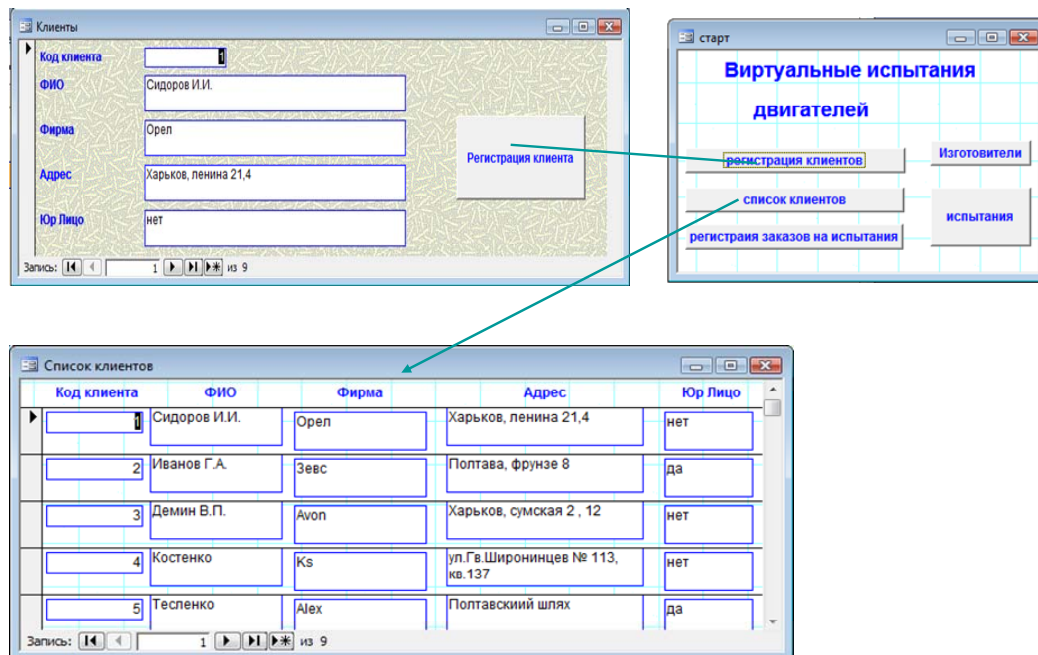 Клиенты
Код клиента 1
ФИО Сидоров И.И.
Фирма Орел
Адрес Харьков, ленина 21,4
Юр Лицо нет
Регистрация клиента
Запись: 1 из 9
старт
Виртуальные испытания
двигателей
регистрация клиентов
Изготовители
список клиентов
испытания
регистраия заказов на испытания
Список клиентов
Код клиента ФИО Фирма Адрес Юр Лицо
1 Сидоров И.И. Орел Харьков, ленина 21,4 нет
2 Иванов Г.А. Зевс Полтава, фрунзе 8 да
3 Демин В.П. Avon Харьков, сумская 2 , 12 нет
4 Костенко Ks ул.Гв.Широнинцев № 113, нет
кв.137
5 Тесленко Alex Полтавскиий шлях да
Запись: 1 из 9